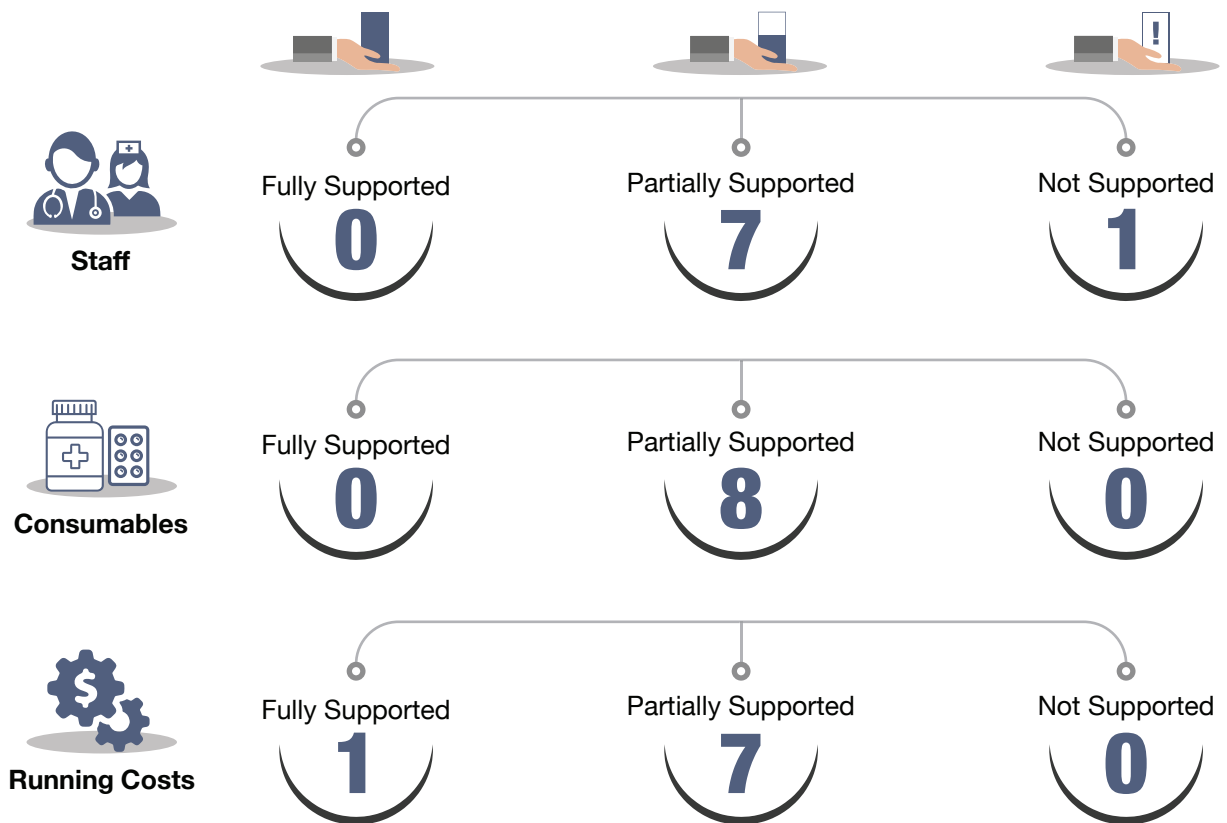 !
Fully Supported
Partially Supported
Not Supported
0
7
1
Staff
Fully Supported
Partially Supported
Not Supported
0
8
0
Consumables
$
Fully Supported
Partially Supported
Not Supported
1
7
0
Running Costs